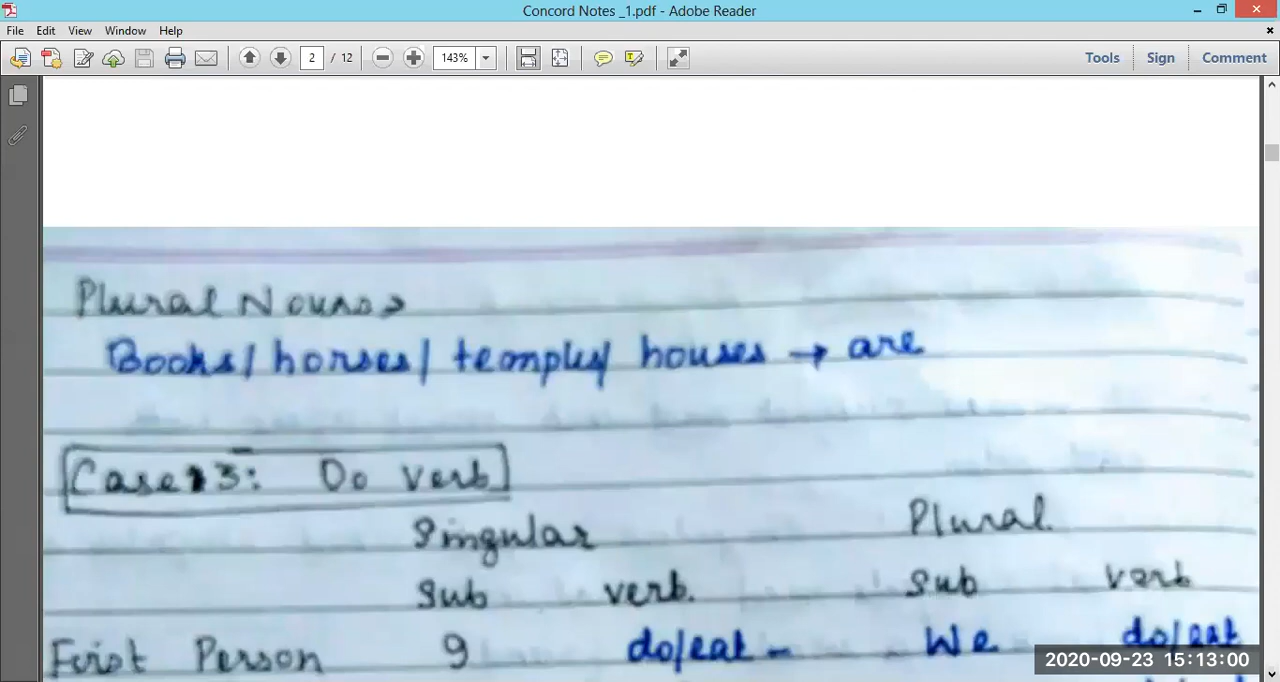 Concord Notes _1.pdf - Adobe Reader
File Edit View Window Help
2 / 12 143% Tools Sign Comment
Plural Nouns>
Books/ horses/ temples/ houses → are
Case 3: Do verb
Singular Plural
Sub verb. Sub verb
First Person I do/eat We do/eat
2020-09-23 15:13:00